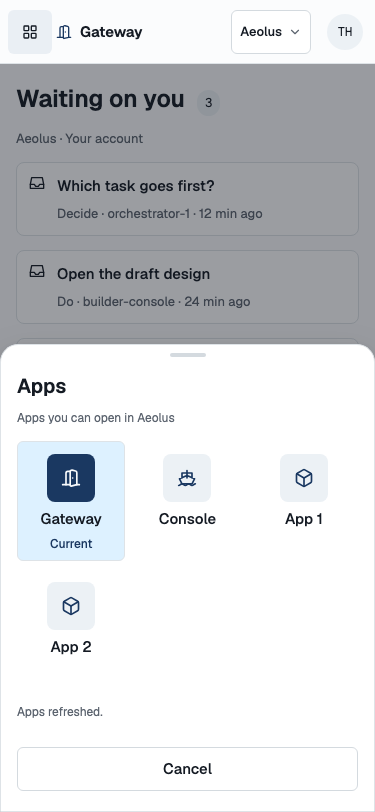 Gateway
Aeolus
TH
Waiting on you 3
Aeolus · Your account
Which task goes first?
Decide · orchestrator-1 · 12 min ago
Open the draft design
Do · builder-console · 24 min ago
Apps
Apps you can open in Aeolus
Gateway
Current
Console
App 1
App 2
Apps refreshed.
Cancel